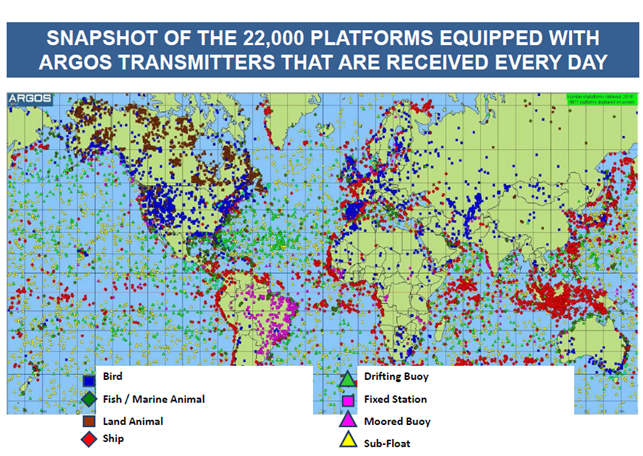 SNAPSHOT OF THE 22,000 PLATFORMS EQUIPPED WITH
ARGOS TRANSMITTERS THAT ARE RECEIVED EVERY DAY
ARGOS
Bird
Fish / Marine Animal
Land Animal
Ship
Drifting Buoy
Fixed Station
Moored Buoy
Sub-Float